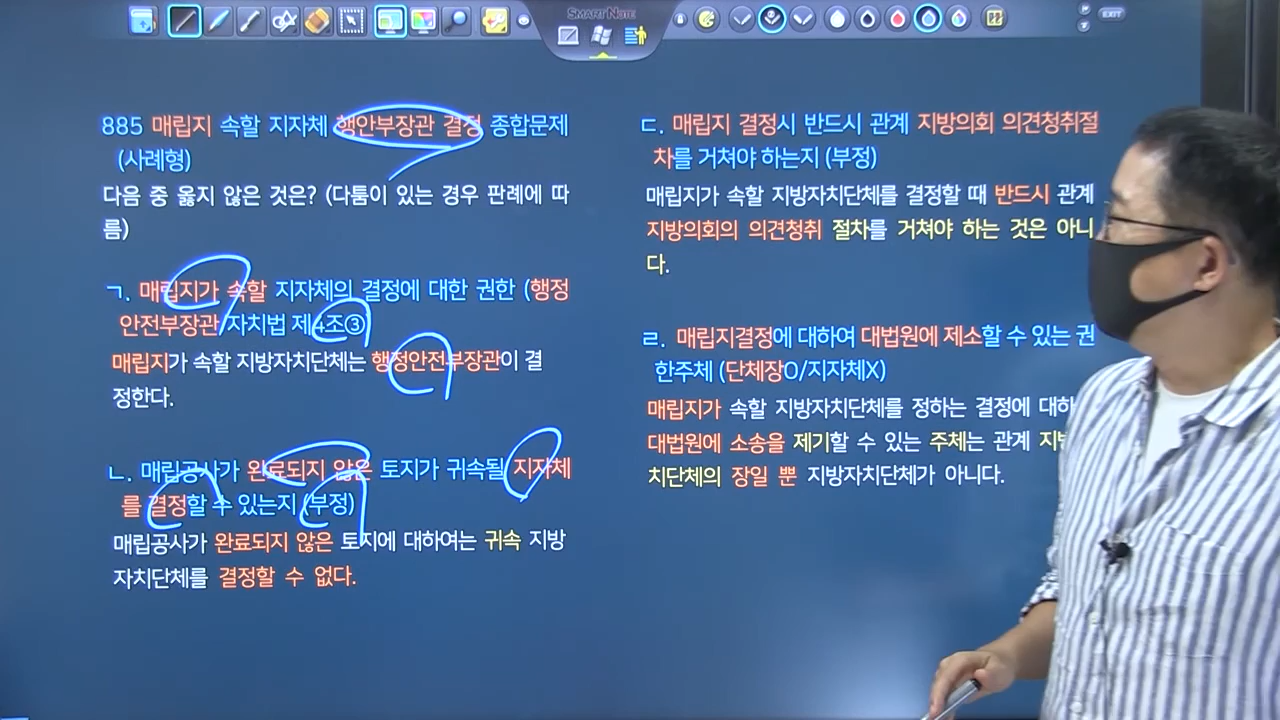 SMART NOTE
EXIT
885 매립지 속할 지자체 행안부장관 결정 종합문제
(사례형)
다음 중 옳지 않은 것은? (다툼이 있는 경우 판례에 따
름)
ㄱ. 매립지가 속할 지자체의 결정에 대한 권한 (행정
안전부장관/자치법 제4조③)
매립지가 속할 지방자치단체는 행정안전부장관이 결
정한다.
ㄴ. 매립공사가 완료되지 않은 토지가 귀속될 지자체
를 결정할 수 있는지 (부정)
매립공사가 완료되지 않은 토지에 대하여는 귀속 지방
자치단체를 결정할 수 없다.
ㄷ. 매립지 결정시 반드시 관계 지방의회 의견청취절
차를 거쳐야 하는지 (부정)
매립지가 속할 지방자치단체를 결정할 때 반드시 관계
지방의회의 의견청취 절차를 거쳐야 하는 것은 아니
다.
ㄹ. 매립지결정에 대하여 대법원에 제소할 수 있는 권
한주체 (단체장O/지자체X)
매립지가 속할 지방자치단체를 정하는 결정에 대하
대법원에 소송을 제기할 수 있는 주체는 관계
치단체의 장일 뿐 지방자치단체가 아니다.